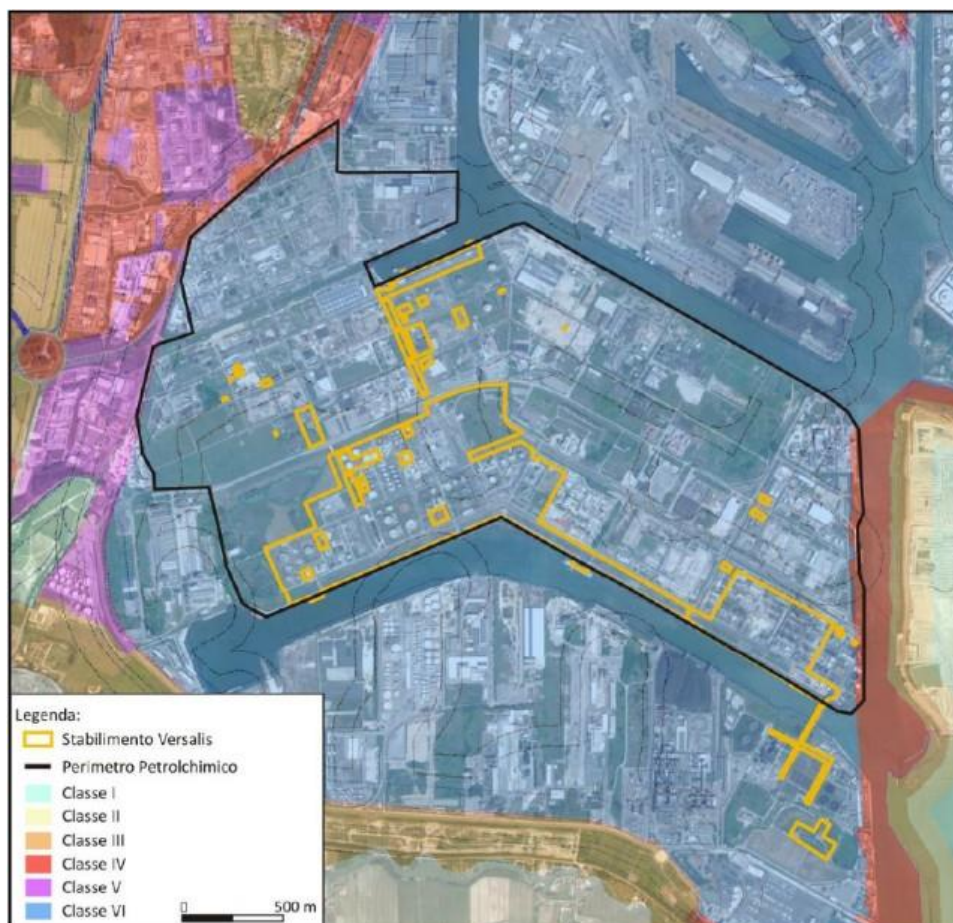 Legenda:
Stabilimento Versalis
Perimetro Petrolchimico
Classe I
Classe II
Classe III
Classe IV
Classe V
Classe VI
0 500 m